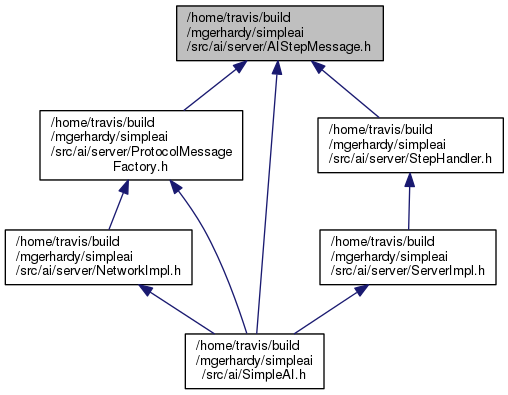 /home/travis/build
/mgerhardy/simpleai
/src/ai/server/AIStepMessage.h
/home/travis/build
/mgerhardy/simpleai
/src/ai/server/ProtocolMessage
Factory.h
/home/travis/build
/mgerhardy/simpleai
/src/ai/server/StepHandler.h
/home/travis/build
/mgerhardy/simpleai
/src/ai/server/NetworkImpl.h
/home/travis/build
/mgerhardy/simpleai
/src/ai/server/ServerImpl.h
/home/travis/build
/mgerhardy/simpleai
/src/ai/SimpleAI.h